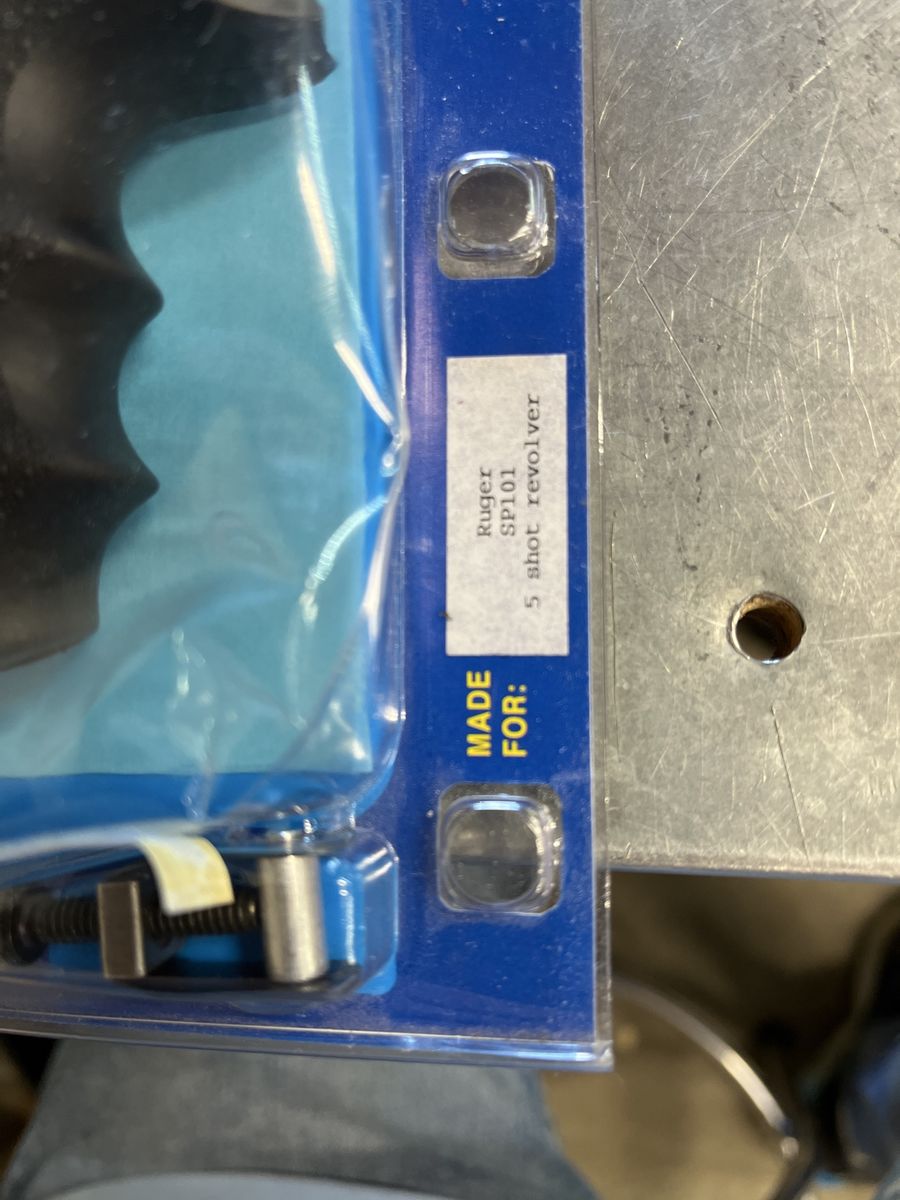 MADE
FOR:
Ruger
SP101
5 shot revolver